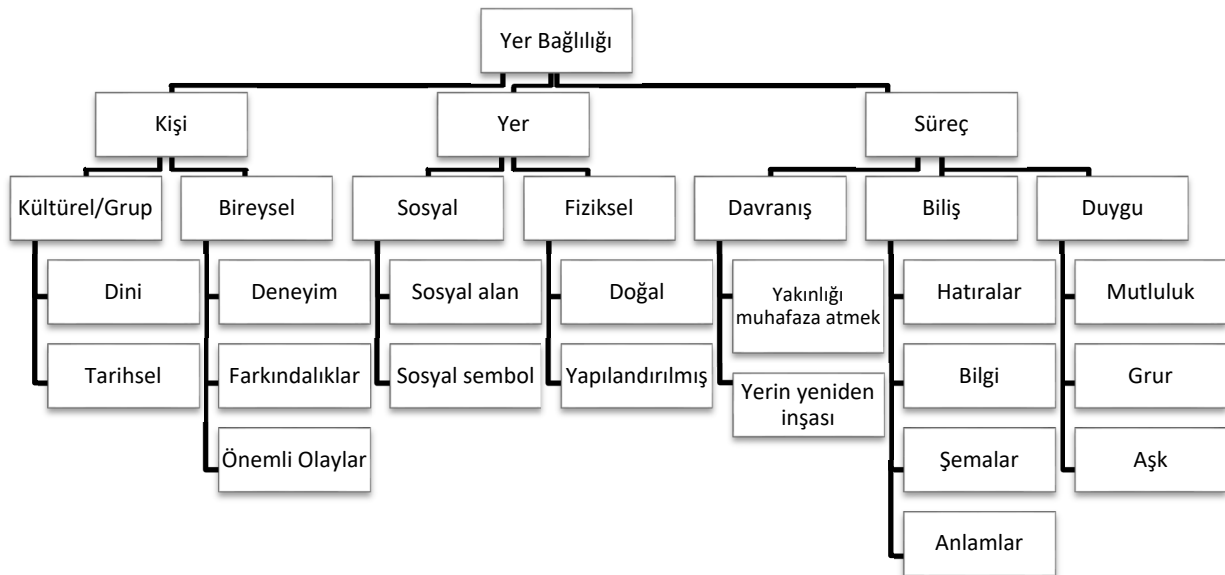 Yer Bağlılığı
Kişi
Yer
Süreç
Kültürel/Grup
Bireysel
Sosyal
Fiziksel
Davranış
Biliş
Duygu
Dini
Deneyim
Sosyal alan
Doğal
Yakınlığı
muhafaza atmek
Hatıralar
Mutluluk
Tarihsel
Farkındalıklar
Sosyal sembol
Yapılandırılmış
Yerin yeniden
inşası
Bilgi
Grur
Önemli Olaylar
Şemalar
Aşk
Anlamlar